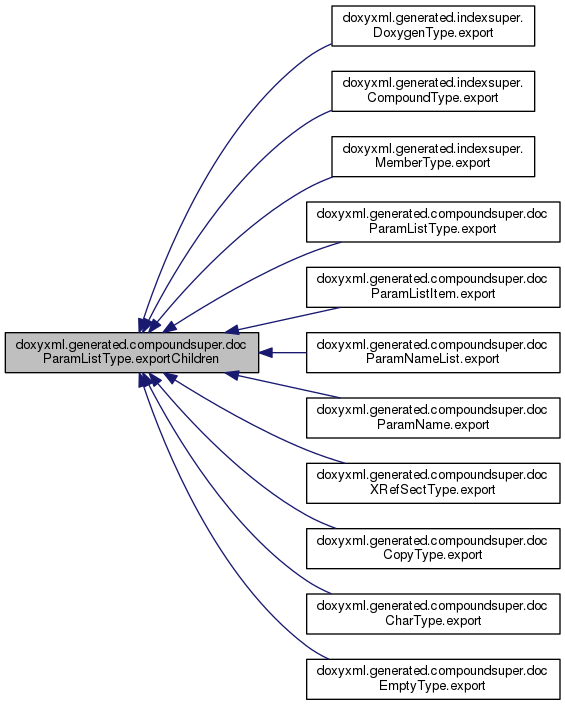 doxyxml.generated.indexsuper.
DoxygenType.export
doxyxml.generated.indexsuper.
CompoundType.export
doxyxml.generated.indexsuper.
MemberType.export
doxyxml.generated.compoundsuper.doc
ParamListType.export
doxyxml.generated.compoundsuper.doc
ParamListItem.export
doxyxml.generated.compoundsuper.doc
ParamListType.exportChildren
doxyxml.generated.compoundsuper.doc
ParamNameList.export
doxyxml.generated.compoundsuper.doc
ParamName.export
doxyxml.generated.compoundsuper.doc
XRefSectType.export
doxyxml.generated.compoundsuper.doc
CopyType.export
doxyxml.generated.compoundsuper.doc
CharType.export
doxyxml.generated.compoundsuper.doc
EmptyType.export